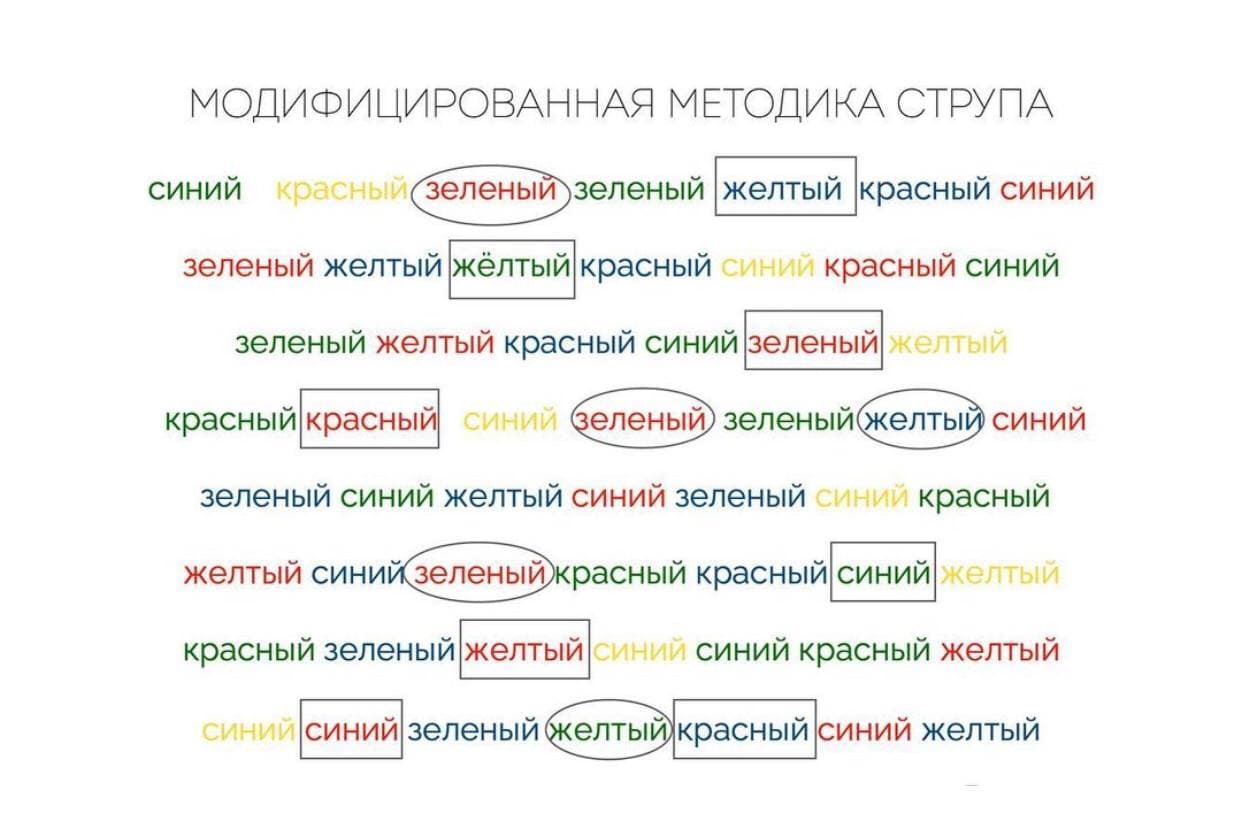 МОДИФИЦИРОВАННАЯ МЕТОДИКА СТРУПА
синий красный зеленый зеленый желтый красный синий
зеленый желтый жёлтый красный синий красный синий
зеленый желтый красный синий зеленый желтый
красный красный синий зеленый зеленый желтый синий
зеленый синий желтый синий зеленый синий красный
желтый синий зеленый красный красный синий желтый
красный зеленый желтый синий синий красный желтый
синий синий зеленый желтый красный синий желтый